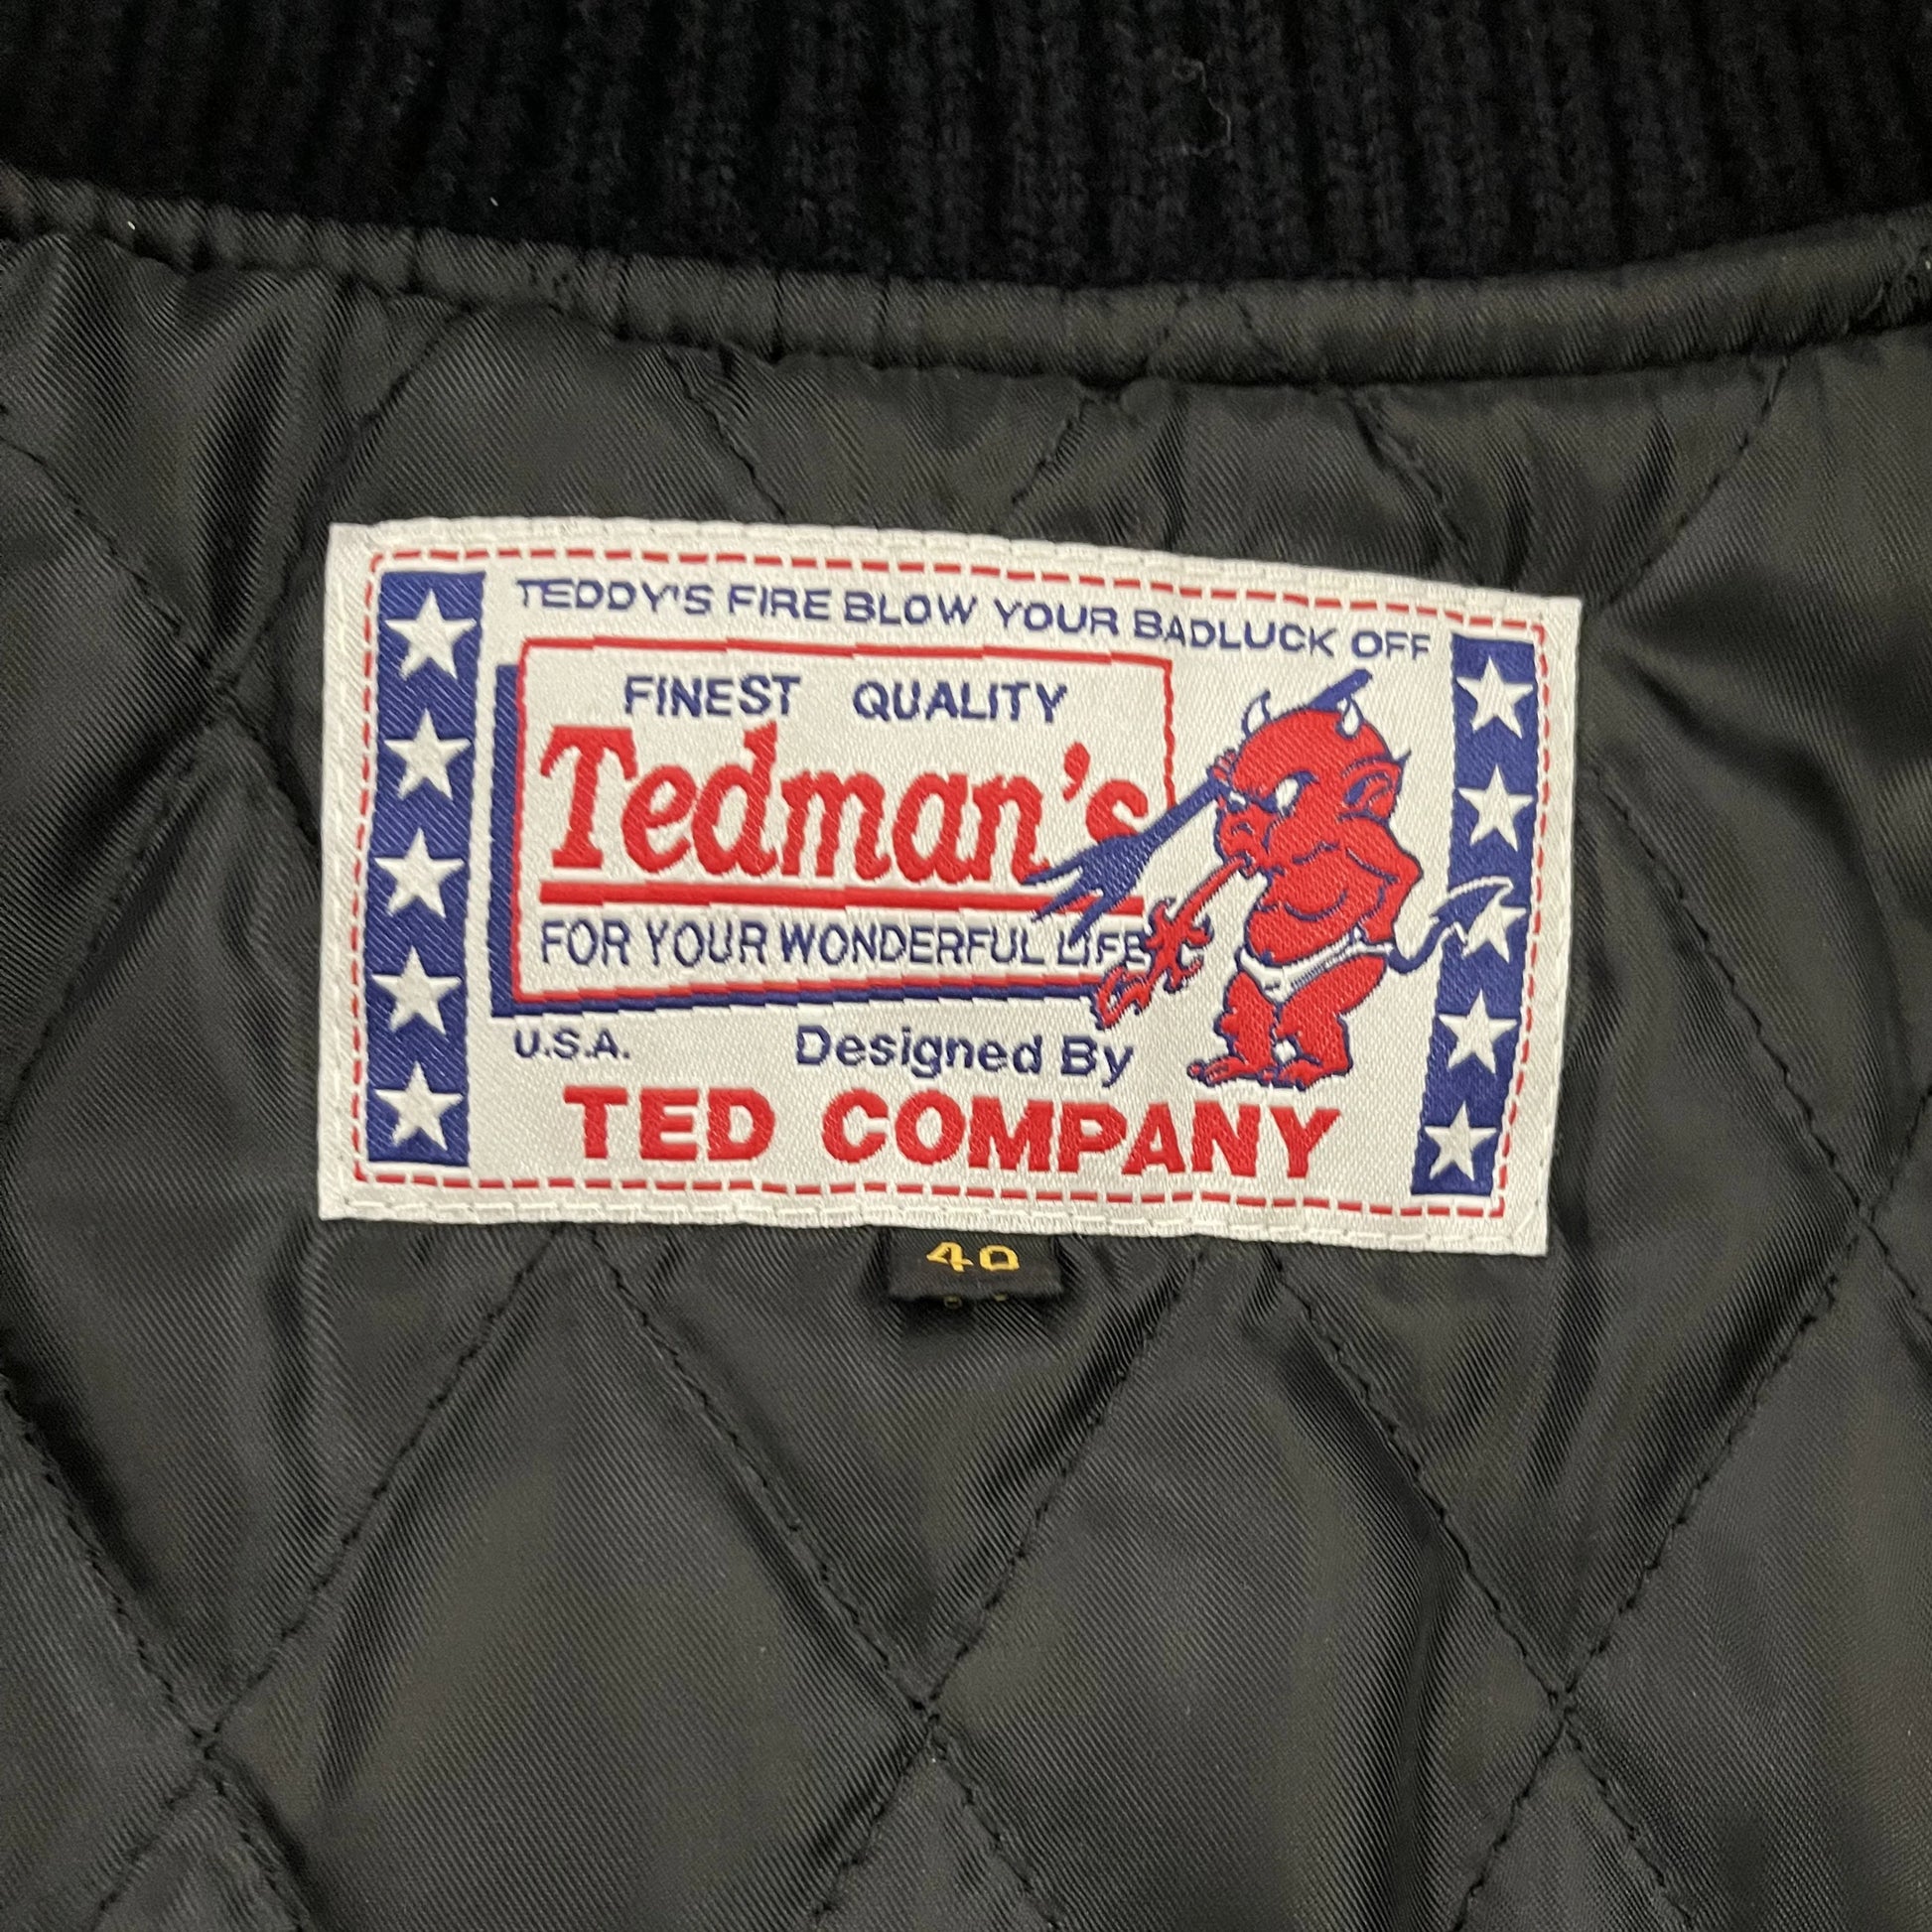 TEDDY'S FIRE BLOW YOUR BADLUCK OFF
FINEST QUALITY
Tedman's
FOR YOUR WONDERFUL LIFE
U.S.A. Designed By
TED COMPANY
40